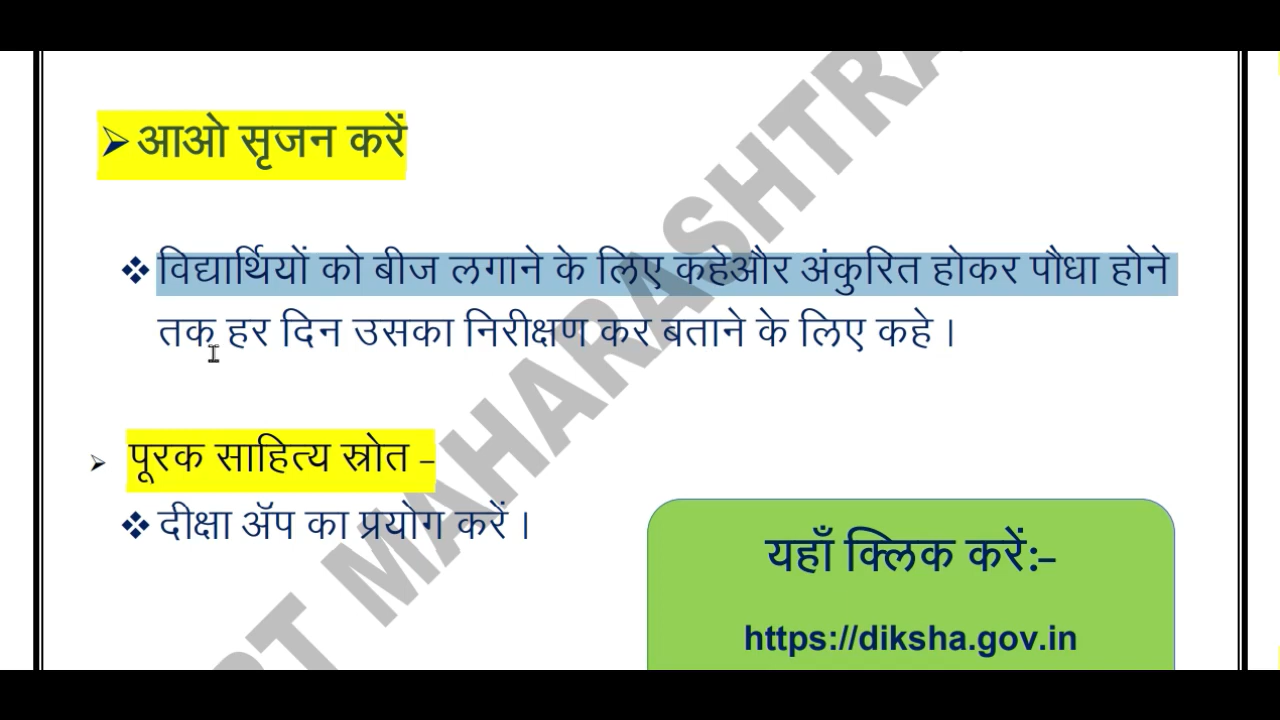 ➢आओ सृजन करें
❖ विद्यार्थियों को बीज लगाने के लिए कहेऔर अंकुरित होकर पौधा होने
तक हर दिन उसका निरीक्षण कर बताने के लिए कहे ।
➢ पूरक साहित्य स्रोत –
❖ दीक्षा ॲप का प्रयोग करें ।
यहाँ क्लिक करें:–
https://diksha.gov.in
RT MAHARASHTRA